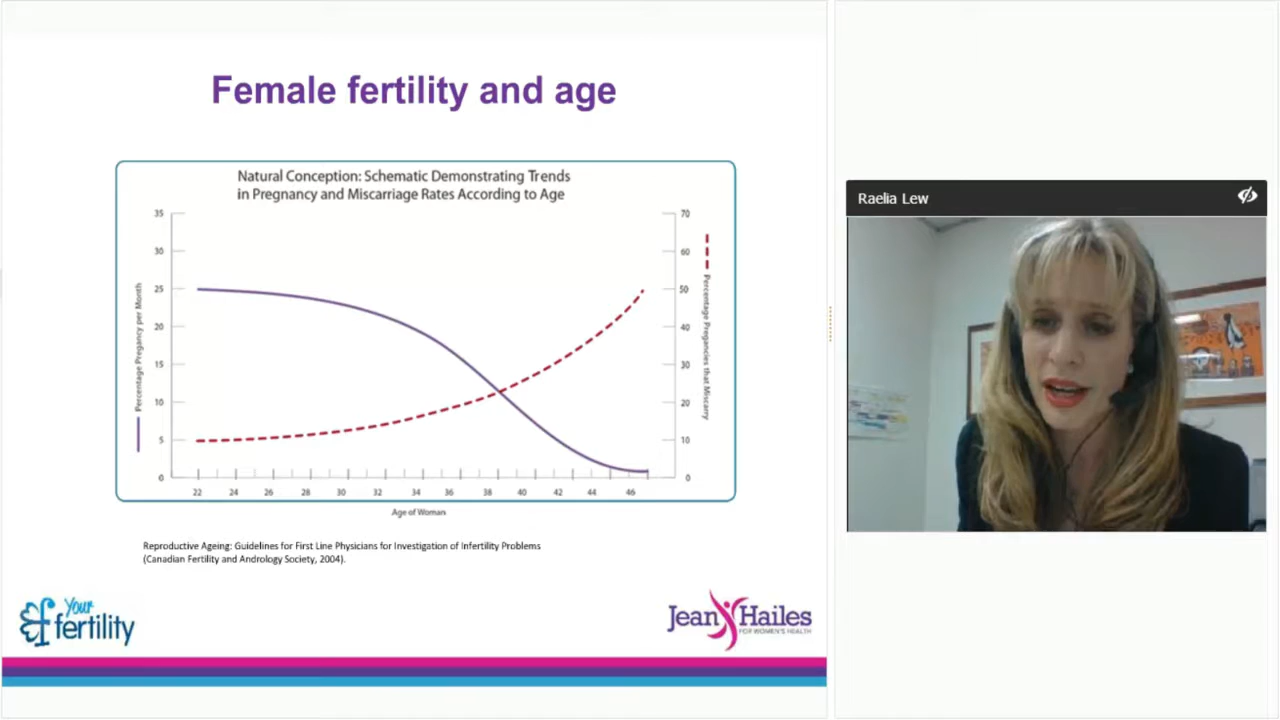 Female fertility and age
Natural Conception: Schematic Demonstrating Trends
in Pregnancy and Miscarriage Rates According to Age
35
30
25
20
15
10
5
0
Percentage Pregancy per Month
70
60
50
40
30
20
10
0
Percentage Pregancies that Miscarry
22 24 26 28 30 32 34 36 38 40 42 44 46
Age of Woman
Reproductive Ageing: Guidelines for First Line Physicians for Investigation of Infertility Problems
(Canadian Fertility and Andrology Society, 2004).
Your
fertility
Jean Hailes
FOR WOMEN'S HEALTH
Raelia Lew